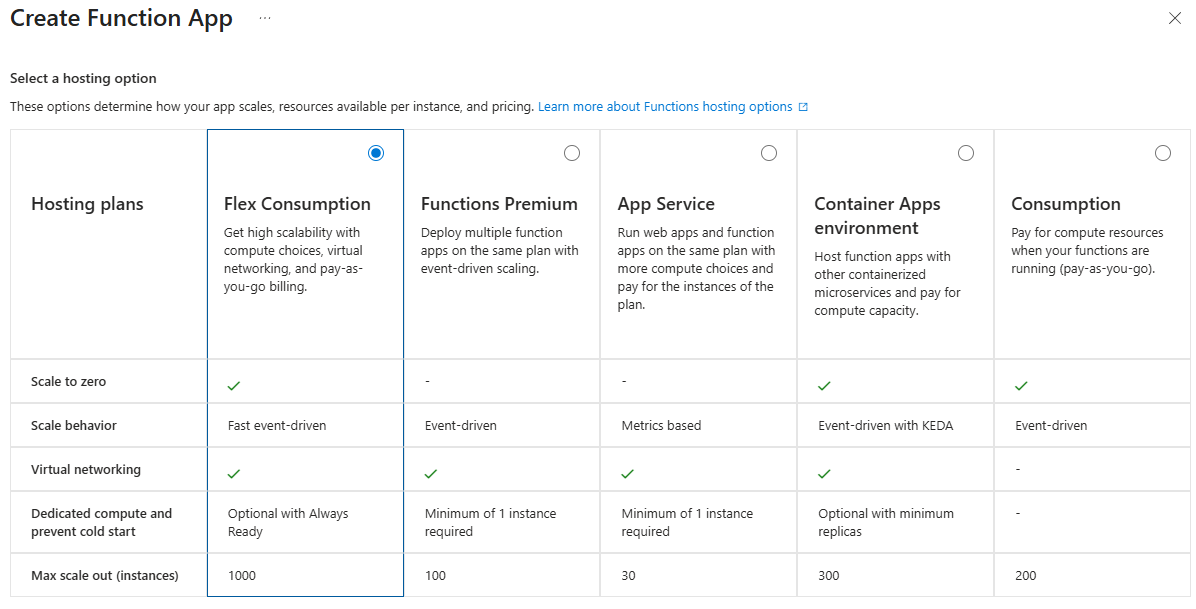 Create Function App ...
Select a hosting option
These options determine how your app scales, resources available per instance, and pricing. Learn more about Functions hosting options
Hosting plans
Flex Consumption
Get high scalability with
compute choices, virtual
networking, and pay-as-
you-go billing.
Functions Premium
Deploy multiple function
apps on the same plan with
event-driven scaling.
App Service
Run web apps and function
apps on the same plan with
more compute choices and
pay for the instances of the
plan.
Container Apps
environment
Host function apps with
other containerized
microservices and pay for
compute capacity.
Consumption
Pay for compute resources
when your functions are
running (pay-as-you-go).
Scale to zero
-
-
Scale behavior
Fast event-driven
Event-driven
Metrics based
Event-driven with KEDA
Event-driven
Virtual networking
-
Dedicated compute and
prevent cold start
Optional with Always
Ready
Minimum of 1 instance
required
Minimum of 1 instance
required
Optional with minimum
replicas
-
Max scale out (instances)
1000
100
30
300
200